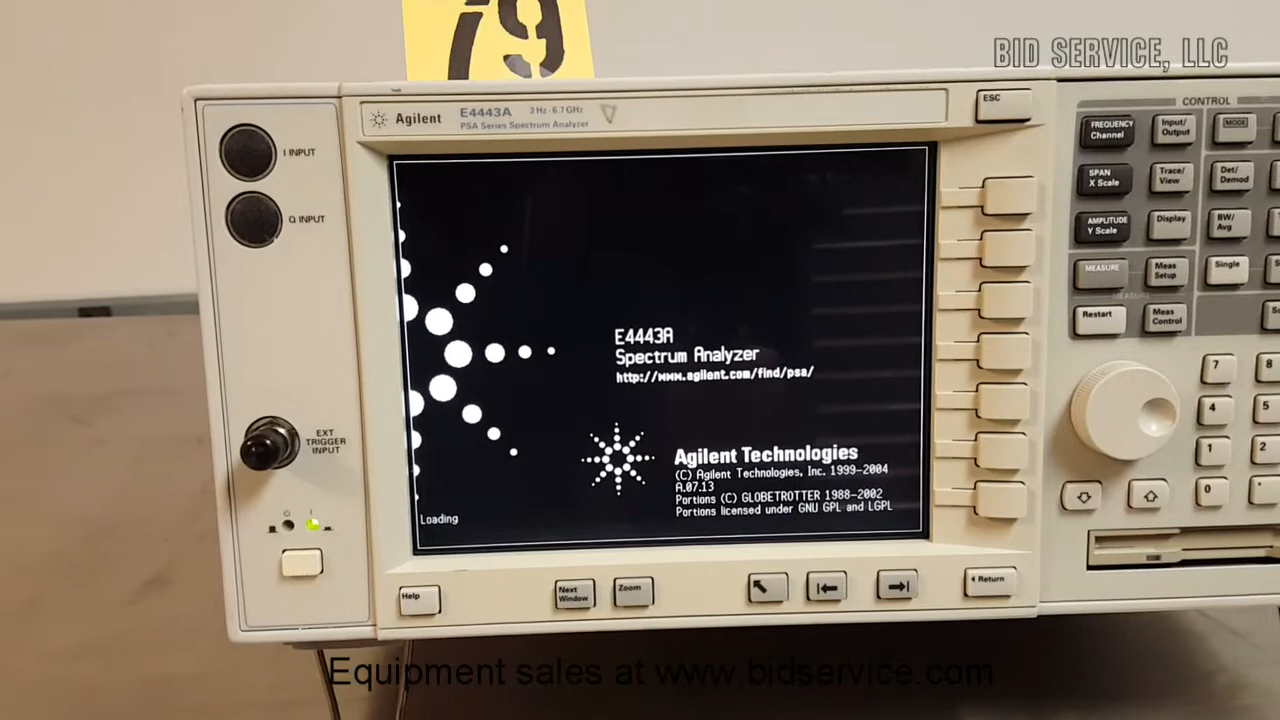 79
BID SERVICE, LLC
Agilent
E4443A 3 Hz - 6.7 GHz
PSA Series Spectrum Analyzer
ESC
I INPUT
Q INPUT
EXT
TRIGGER
INPUT
E4443A
Spectrum Analyzer
http://www.agilent.com/find/psa/
Agilent Technologies
(C) Agilent Technologies, Inc. 1999-2004
A.07.13
Portions (C) GLOBETROTTER 1988-2002
Portions licensed under GNU GPL and LGPL
Loading
CONTROL
FREQUENCY
Channel
Input/
Output
MODE
SPAN
X Scale
Trace/
View
Det/
Demod
AMPLITUDE
Y Scale
Display
BW/
Avg
MEASURE
Meas
Setup
Single
MEASURE
Restart
Meas
Control
7 8
4 5
1 2
0 .
Help
Next
Window
Zoom
Return
Equipment sales at www.bidservice.com